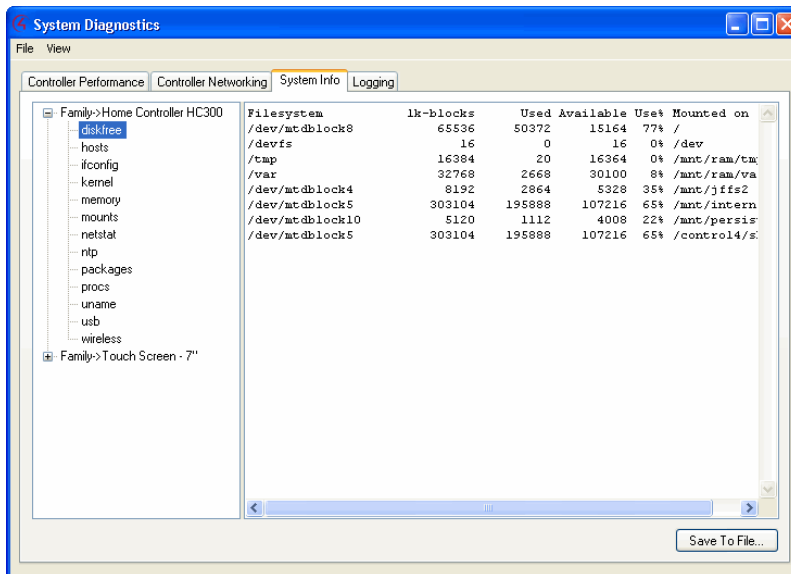 System Diagnostics
File View
Controller Performance Controller Networking System Info Logging
Family->Home Controller HC300
diskfree
hosts
ifconfig
kernel
memory
mounts
netstat
ntp
packages
procs
uname
usb
wireless
Family->Touch Screen - 7"
Filesystem 1k-blocks Used Available Use% Mounted on
/dev/mtdblock8 65536 50372 15164 77% /
/devfs 16 0 16 0% /dev
/tmp 16384 20 16364 0% /mnt/ram/tm
/var 32768 2668 30100 8% /mnt/ram/va
/dev/mtdblock4 8192 2864 5328 35% /mnt/jffs2
/dev/mtdblock5 303104 195888 107216 65% /mnt/intern
/dev/mtdblock10 5120 1112 4008 22% /mnt/persis
/dev/mtdblock5 303104 195888 107216 65% /control4/s
Save To File...